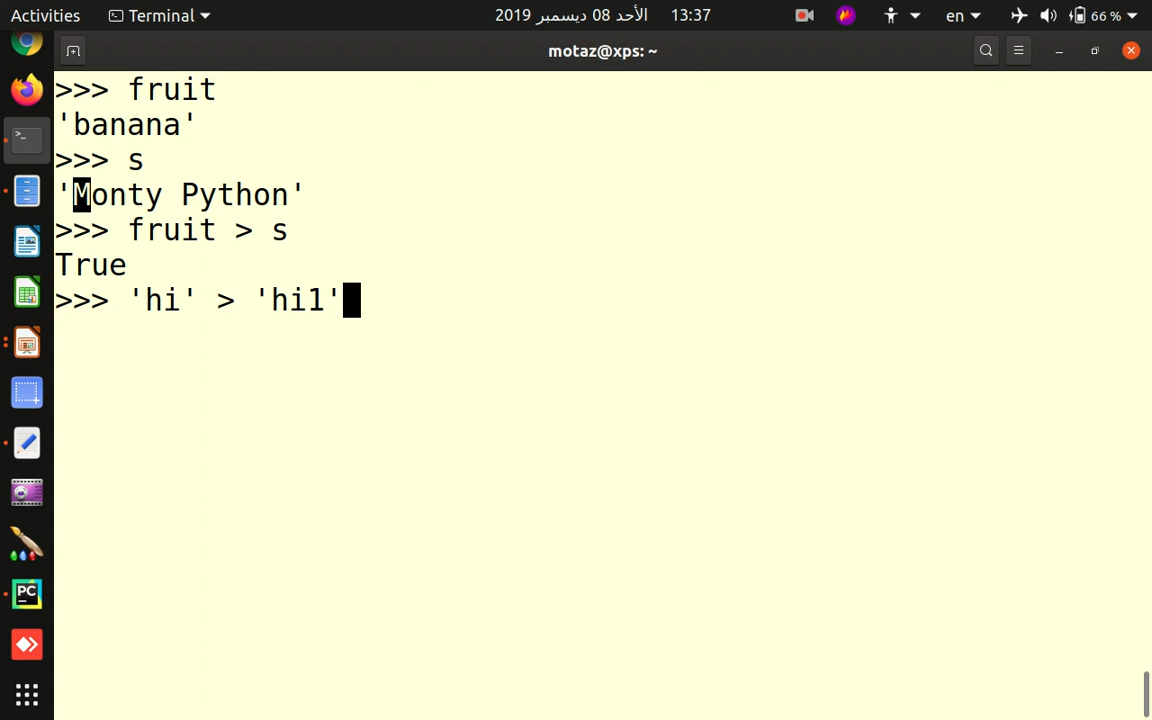 Activities Terminal 2019 الأحد 08 ديسمبر 13:37 en 66 %
motaz@xps: ~
>>> fruit
'banana'
>>> s
'Monty Python'
>>> fruit > s
True
>>> 'hi' > 'hi1'
>_
PC